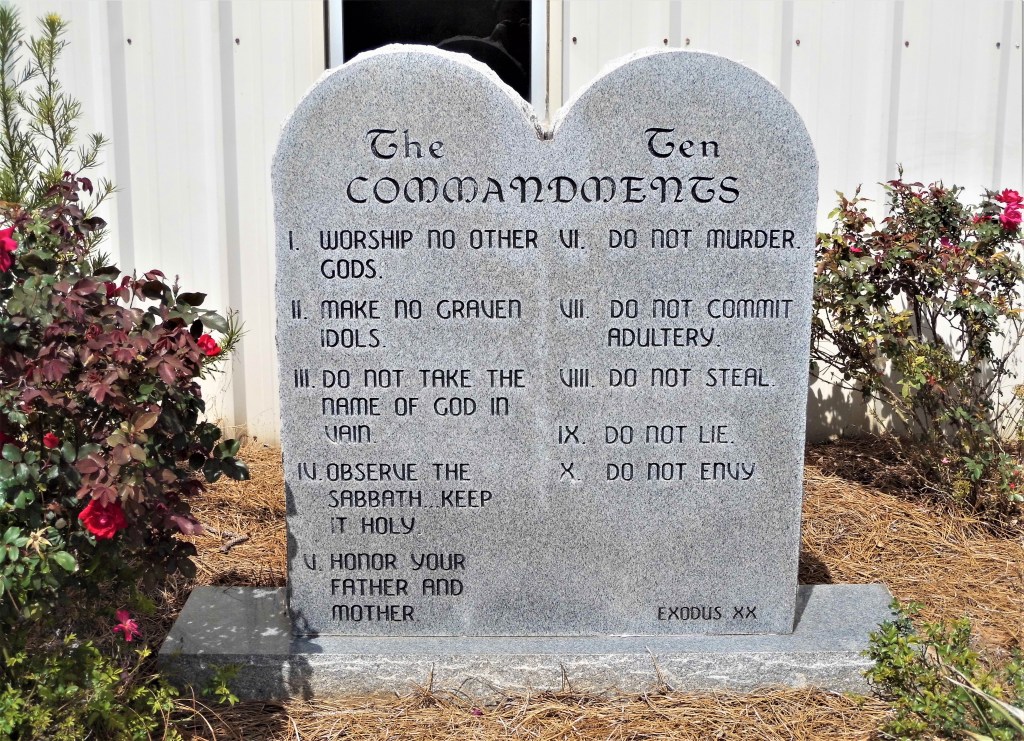 The Ten
COMMANDMENTS
I. WORSHIP NO OTHER
GODS.
II. MAKE NO GRAVEN
IDOLS.
III. DO NOT TAKE THE
NAME OF GOD IN
VAIN.
IV. OBSERVE THE
SABBATH...KEEP
IT HOLY.
V. HONOR YOUR
FATHER AND
MOTHER.
VI. DO NOT MURDER.
VII. DO NOT COMMIT
ADULTERY.
VIII. DO NOT STEAL.
IX. DO NOT LIE.
X. DO NOT ENVY.
EXODUS XX